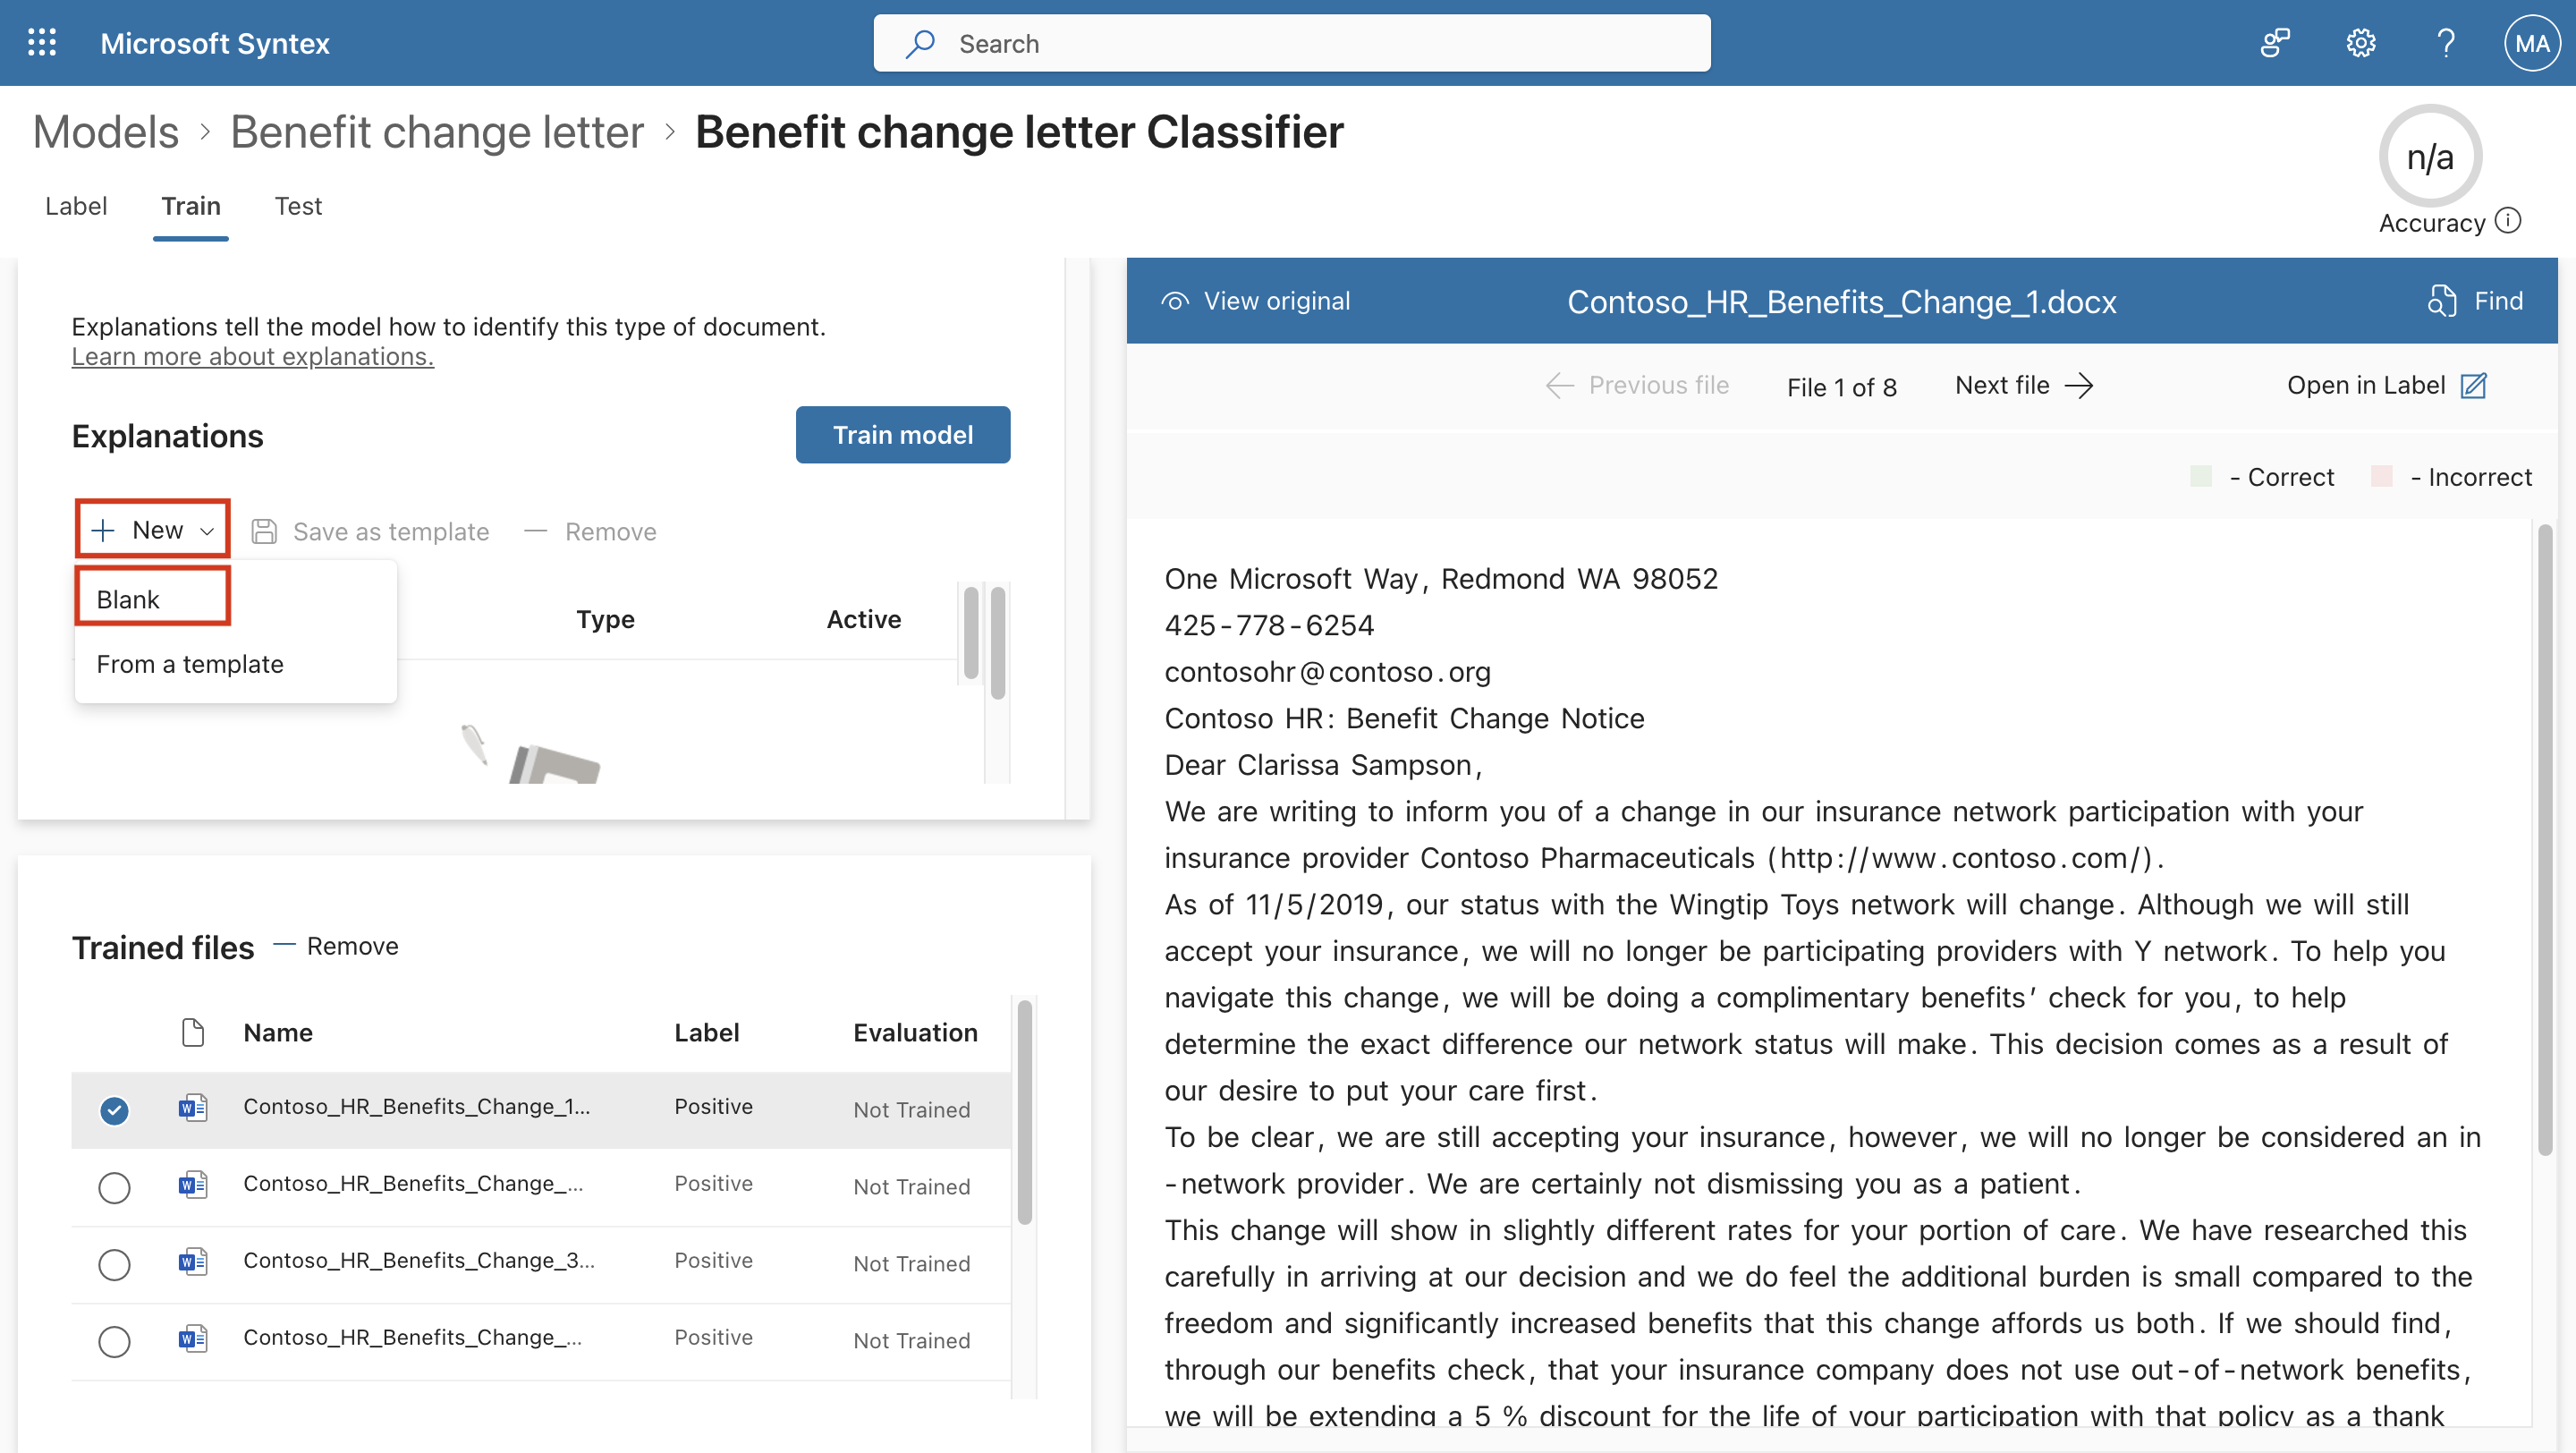 Microsoft Syntex
Search
MA
Models > Benefit change letter > Benefit change letter Classifier
n/a
Accuracy
Label Train Test
Explanations tell the model how to identify this type of document.
Learn more about explanations.
Explanations
Train model
New
Save as template
Remove
Blank
From a template
Type
Active
Trained files
Remove
Name Label Evaluation
Contoso_HR_Benefits_Change_1... Positive Not Trained
Contoso_HR_Benefits_Change_... Positive Not Trained
Contoso_HR_Benefits_Change_3... Positive Not Trained
Contoso_HR_Benefits_Change_... Positive Not Trained
View original
Contoso_HR_Benefits_Change_1.docx
Find
Previous file
File 1 of 8
Next file
Open in Label
- Correct
- Incorrect
One Microsoft Way, Redmond WA 98052
425-778-6254
contosohr@contoso.org
Contoso HR: Benefit Change Notice
Dear Clarissa Sampson,
We are writing to inform you of a change in our insurance network participation with your
insurance provider Contoso Pharmaceuticals (http://www.contoso.com/).
As of 11/5/2019, our status with the Wingtip Toys network will change. Although we will still
accept your insurance, we will no longer be participating providers with Y network. To help you
navigate this change, we will be doing a complimentary benefits’ check for you, to help
determine the exact difference our network status will make. This decision comes as a result of
our desire to put your care first.
To be clear, we are still accepting your insurance, however, we will no longer be considered an in
-network provider. We are certainly not dismissing you as a patient.
This change will show in slightly different rates for your portion of care. We have researched this
carefully in arriving at our decision and we do feel the additional burden is small compared to the
freedom and significantly increased benefits that this change affords us both. If we should find,
through our benefits check, that your insurance company does not use out-of-network benefits,
we will be extending a 5 % discount for the life of your participation with that policy as a thank